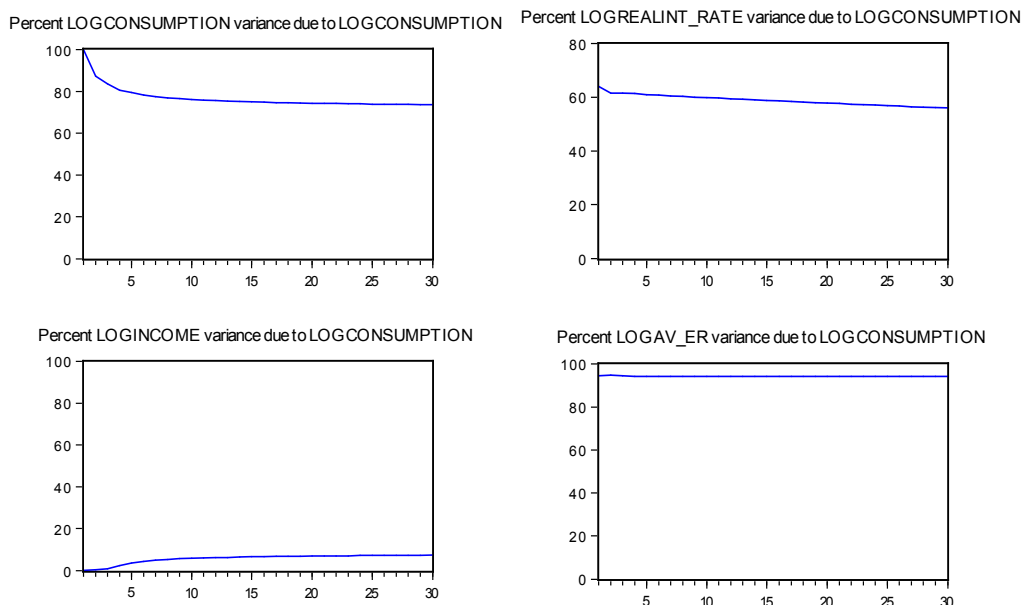 Percent LOGCONSUMPTION variance due to LOGCONSUMPTION
100
80
60
40
20
0
5 10 15 20 25 30
Percent LOGREALINT_RATE variance due to LOGCONSUMPTION
80
60
40
20
0
5 10 15 20 25 30
Percent LOGINCOME variance due to LOGCONSUMPTION
100
80
60
40
20
0
5 10 15 20 25 30
Percent LOGAV_ER variance due to LOGCONSUMPTION
100
80
60
40
20
0
5 10 15 20 25 30